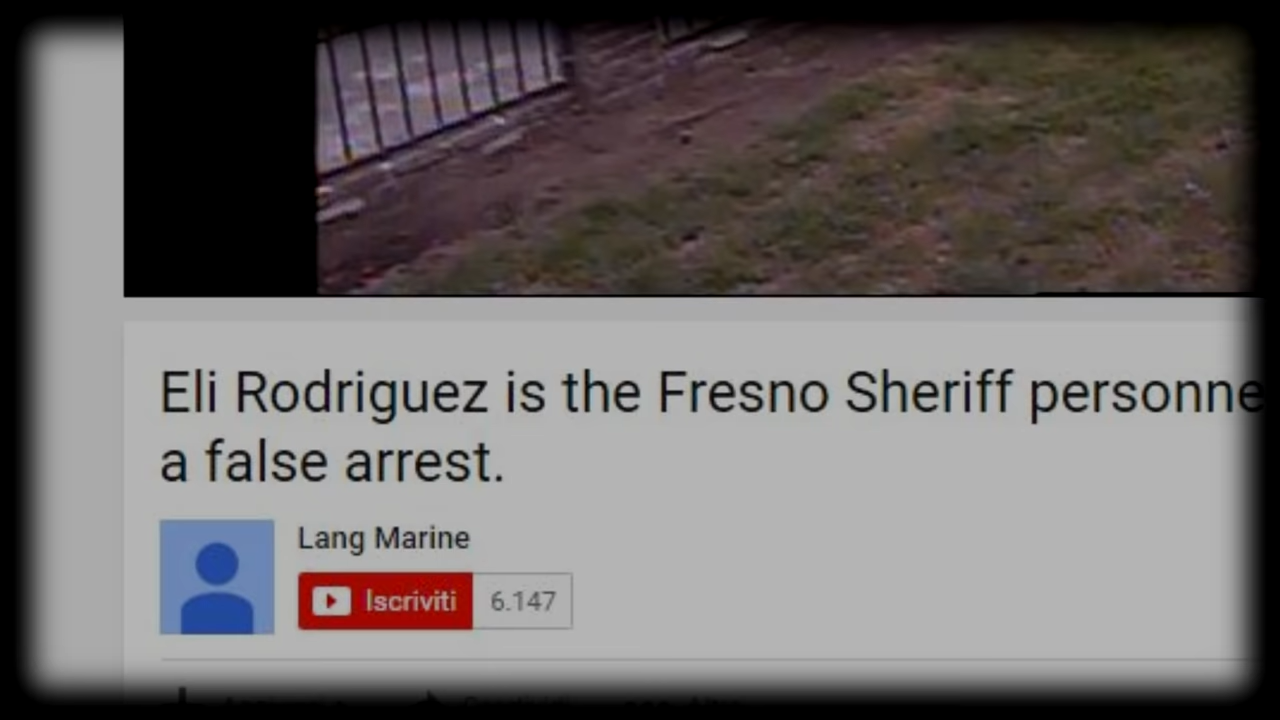 Eli Rodriguez is the Fresno Sheriff personne
a false arrest.
Lang Marine
Iscriviti 6.147